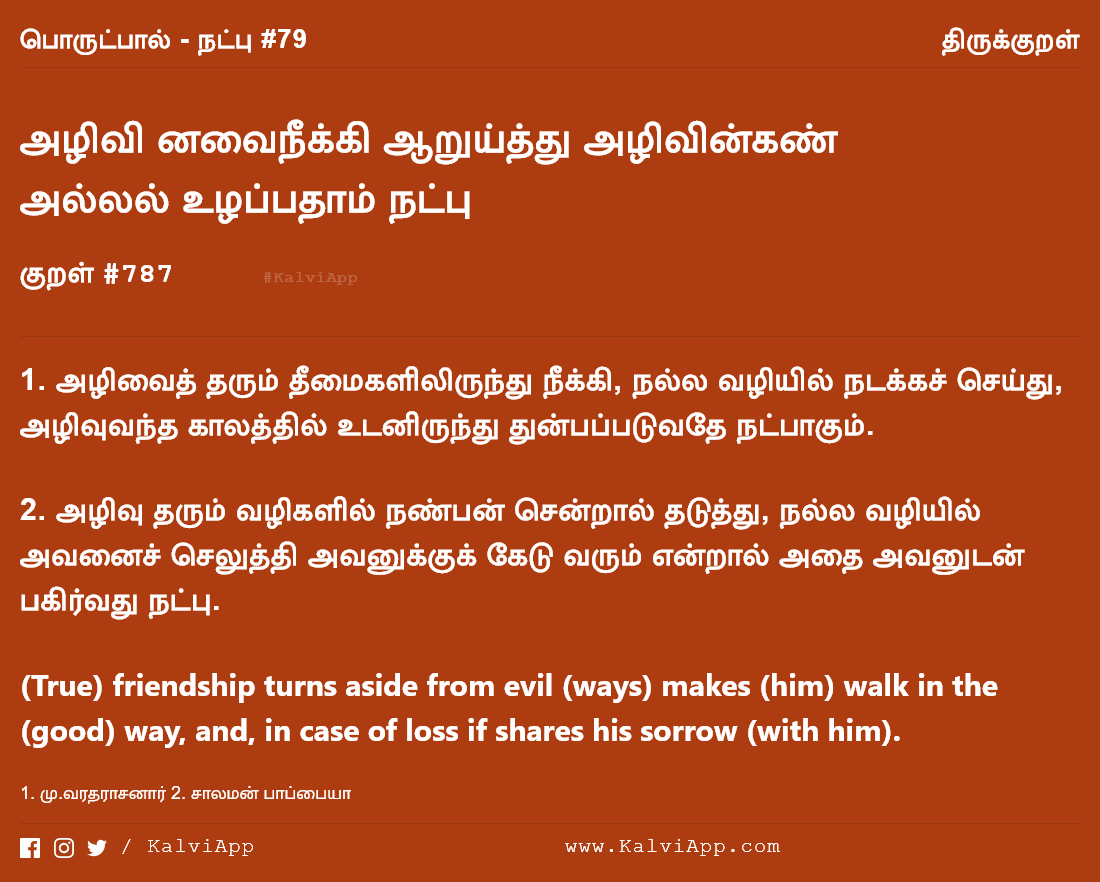 பொருட்பால் - நட்பு #79
திருக்குறள்
அழிவி னவைநீக்கி ஆறுய்த்து அழிவின்கண்
அல்லல் உழப்பதாம் நட்பு
குறள் #787
#KalviApp
1. அழிவைத் தரும் தீமைகளிலிருந்து நீக்கி, நல்ல வழியில் நடக்கச் செய்து,
அழிவுவந்த காலத்தில் உடனிருந்து துன்பப்படுவதே நட்பாகும்.
2. அழிவு தரும் வழிகளில் நண்பன் சென்றால் தடுத்து, நல்ல வழியில்
அவனைச் செலுத்தி அவனுக்குக் கேடு வரும் என்றால் அதை அவனுடன்
பகிர்வது நட்பு.
(True) friendship turns aside from evil (ways) makes (him) walk in the
(good) way, and, in case of loss if shares his sorrow (with him).
1. மு.வரதராசனார் 2. சாலமன் பாப்பையா
/ KalviApp
www.KalviApp.com